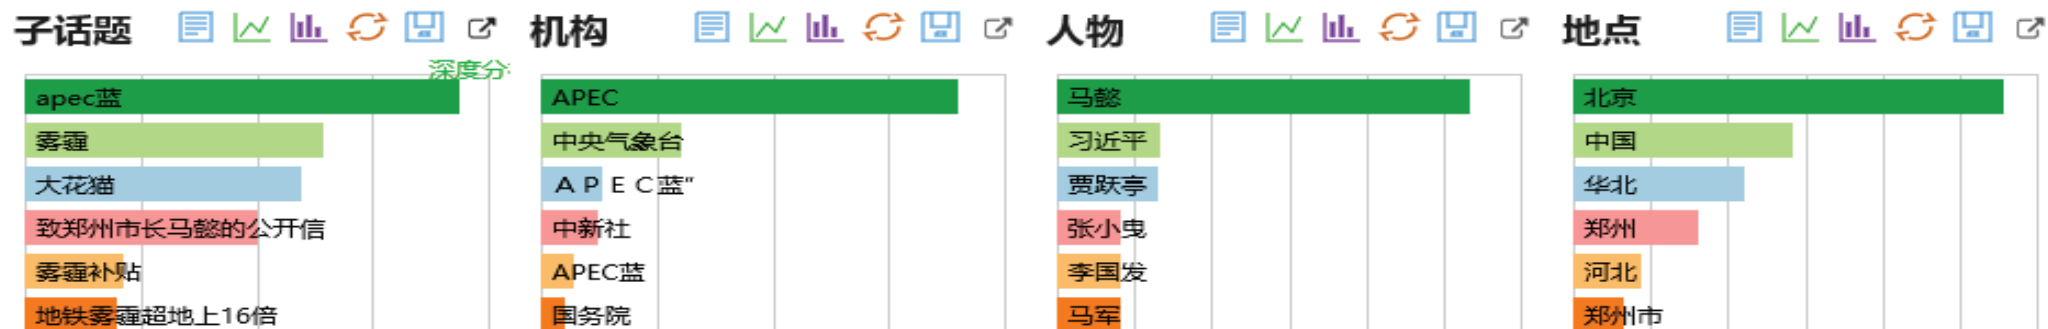 子话题
深度分
apec蓝
雾霾
大花猫
致郑州市长马懿的公开信
雾霾补贴
地铁雾霾超地上16倍
机构
APEC
中央气象台
ＡＰＥＣ蓝”
中新社
APEC蓝
国务院
人物
马懿
习近平
贾跃亭
张小曳
李国发
马军
地点
北京
中国
华北
郑州
河北
郑州市